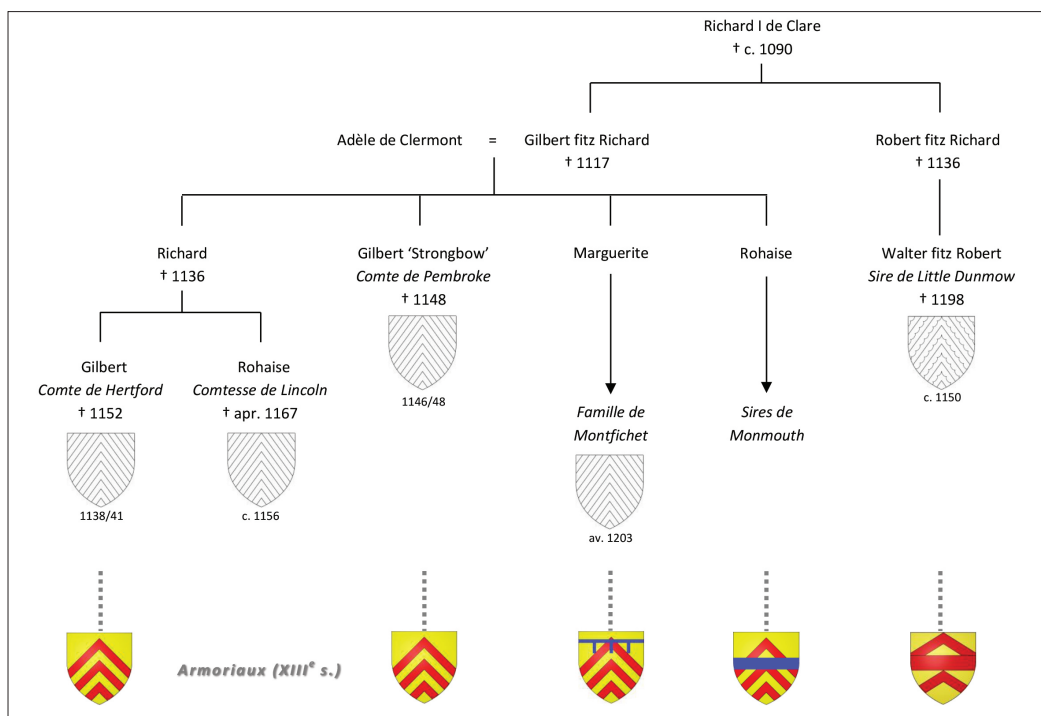 Richard I de Clare
† c. 1090
Adèle de Clermont = Gilbert fitz Richard
† 1117
Robert fitz Richard
† 1136
Richard
† 1136
Gilbert ‘Strongbow’
Comte de Pembroke
† 1148
1146/48
Marguerite
Rohaise
Walter fitz Robert
Sire de Little Dunmow
† 1198
c. 1150
Gilbert
Comte de Hertford
† 1152
1138/41
Rohaise
Comtesse de Lincoln
† apr. 1167
c. 1156
Famille de
Montfichet
av. 1203
Sires de
Monmouth
Armoriaux (XIIIe s.)